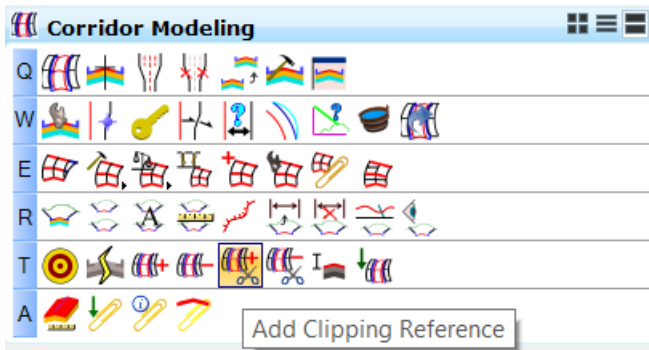 Corridor Modeling
Q
W
E
R
A
T
A
Add Clipping Reference